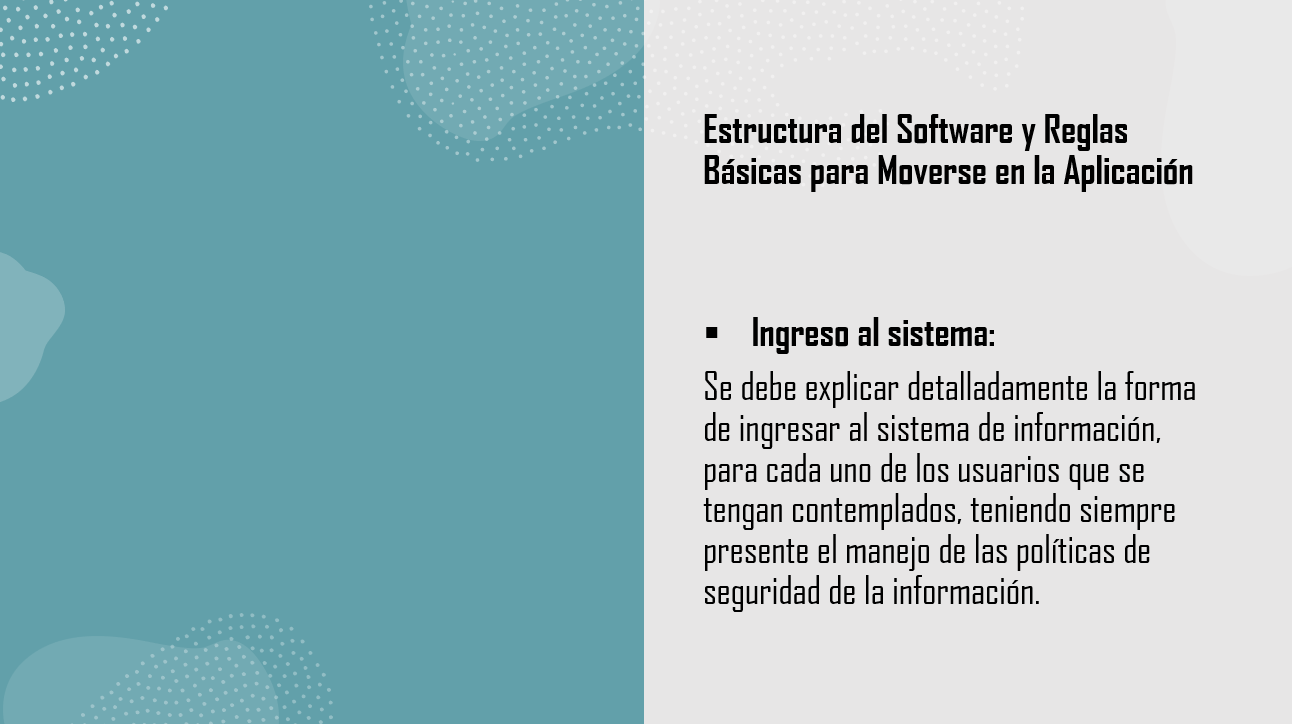 Estructura del Software y Reglas
Básicas para Moverse en la Aplicación
▪ Ingreso al sistema:
Se debe explicar detalladamente la forma
de ingresar al sistema de información,
para cada uno de los usuarios que se
tengan contemplados, teniendo siempre
presente el manejo de las políticas de
seguridad de la información.